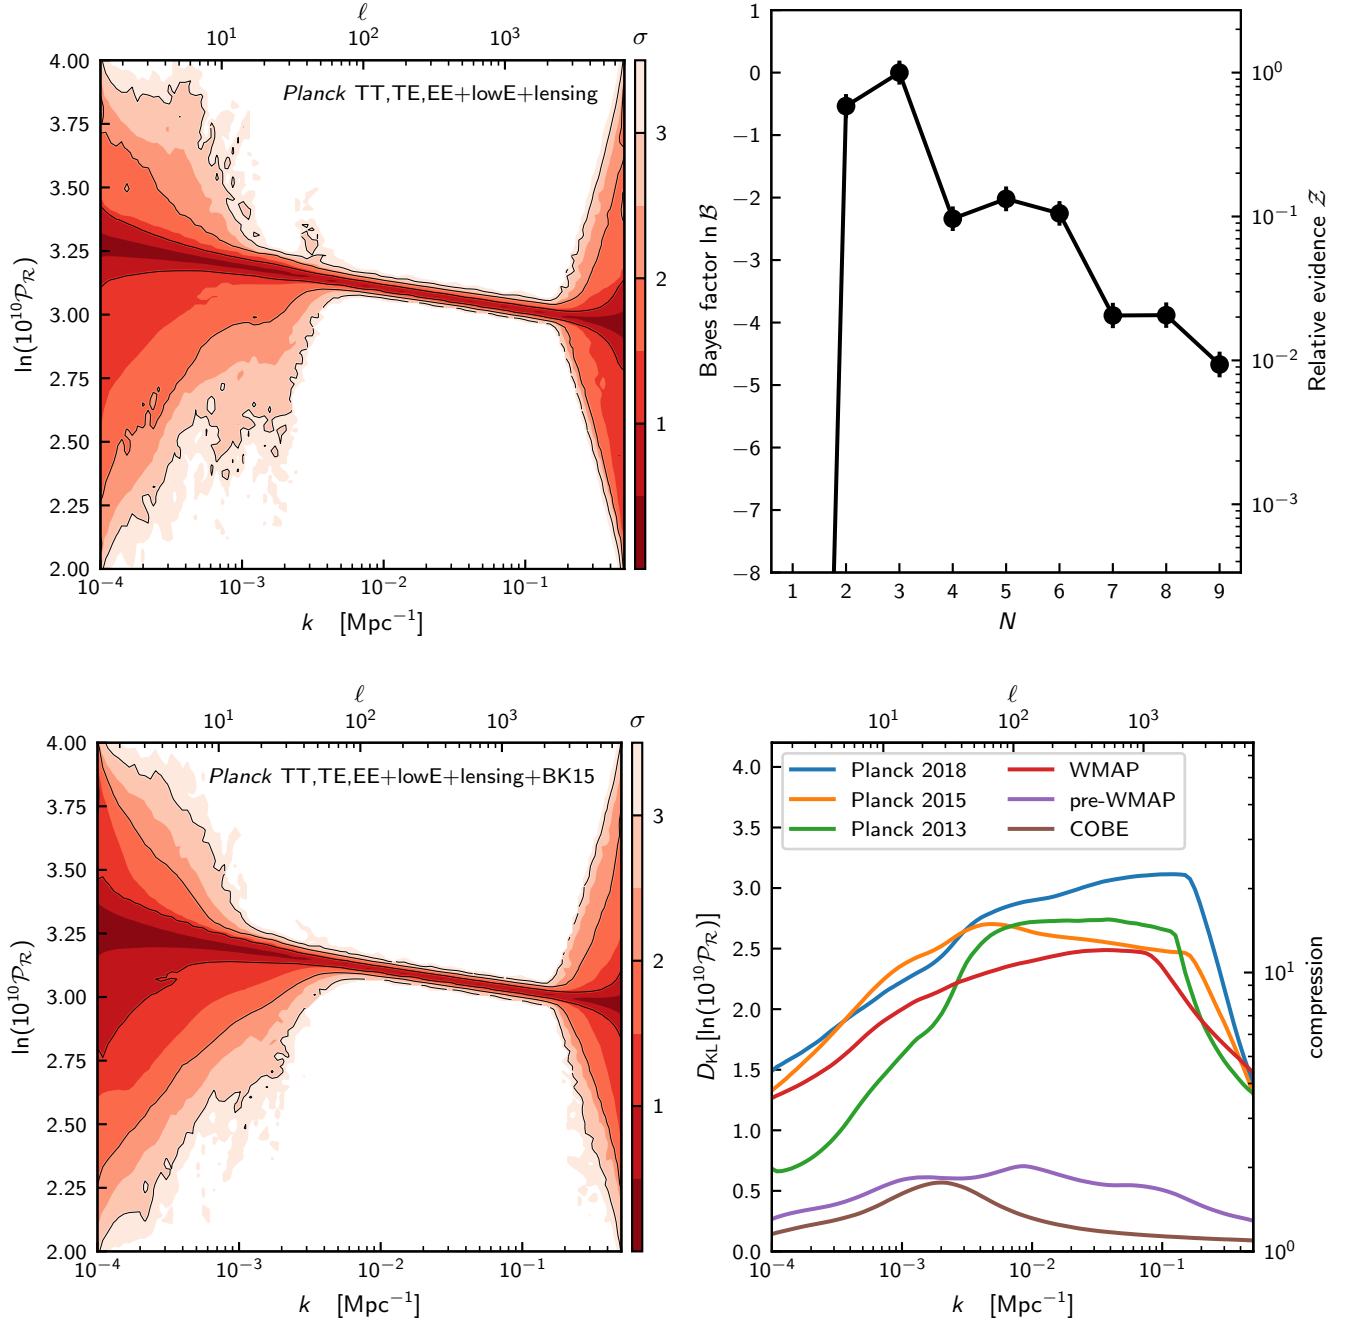 ℓ
10¹ 10² 10³ σ
4.00
3.75
3.50
3.25
3.00
2.75
2.50
2.25
2.00
ln(10¹⁰𝒫_ℛ)
Planck TT,TE,EE+lowE+lensing
3
2
1
10⁻⁴ 10⁻³ 10⁻² 10⁻¹
k [Mpc⁻¹]
1
0
−1
−2
−3
−4
−5
−6
−7
−8
Bayes factor ln ℬ
10⁰
10⁻¹
10⁻²
10⁻³
Relative evidence 𝒵
1 2 3 4 5 6 7 8 9
N
ℓ
10¹ 10² 10³ σ
4.00
3.75
3.50
3.25
3.00
2.75
2.50
2.25
2.00
ln(10¹⁰𝒫_ℛ)
Planck TT,TE,EE+lowE+lensing+BK15
3
2
1
10⁻⁴ 10⁻³ 10⁻² 10⁻¹
k [Mpc⁻¹]
ℓ
10¹ 10² 10³
4.0
3.5
3.0
2.5
2.0
1.5
1.0
0.5
0.0
D_KL[ln(10¹⁰𝒫_ℛ)]
Planck 2018
Planck 2015
Planck 2013
WMAP
pre-WMAP
COBE
10¹
10⁰
compression
10⁻⁴ 10⁻³ 10⁻² 10⁻¹
k [Mpc⁻¹]